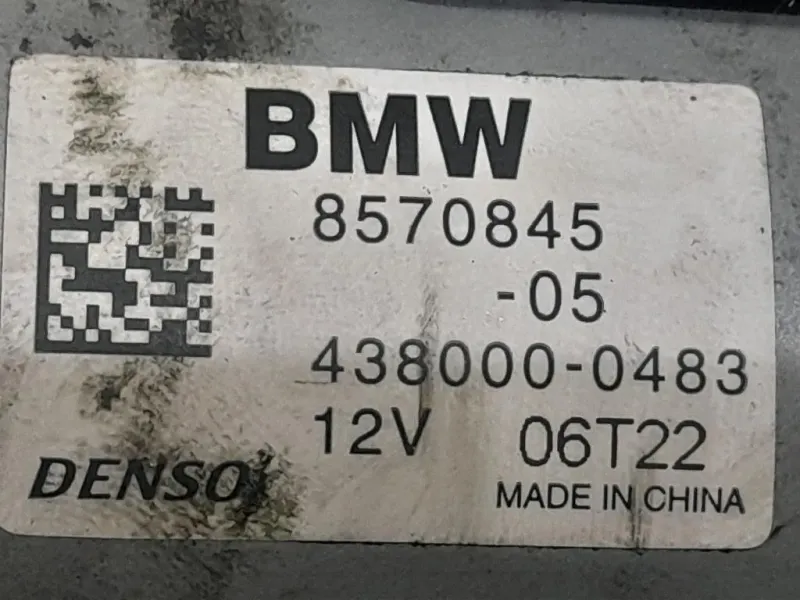 BMW
8570845
-05
438000-0483
12V 06T22
DENSO
MADE IN CHINA